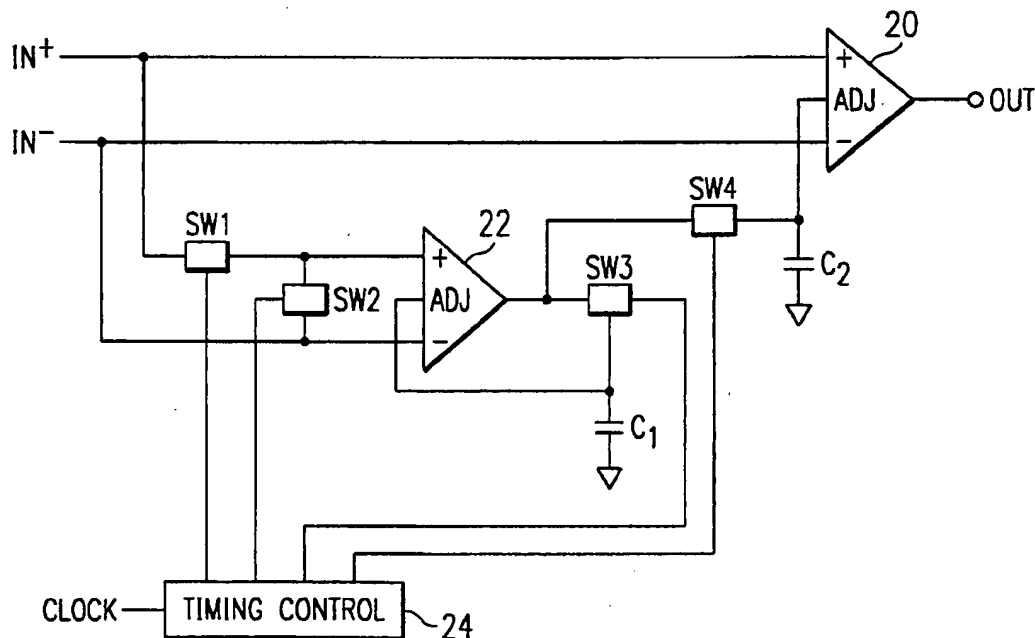 IN+
IN-
20
+
ADJ
-
OUT
SW1
SW2
22
+
ADJ
-
SW3
SW4
C2
C1
CLOCK
TIMING CONTROL
24